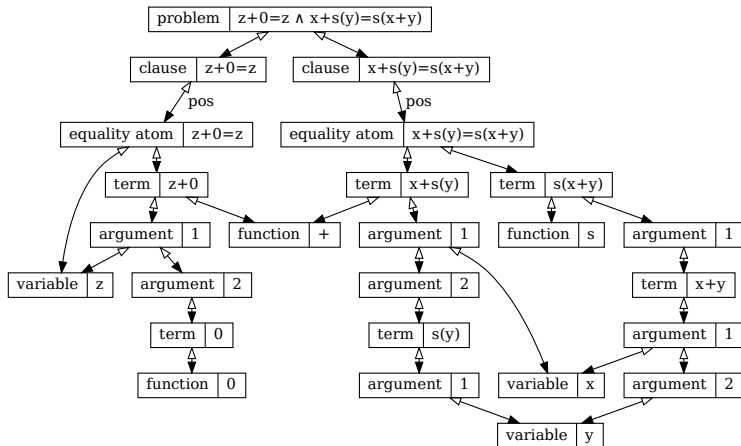 problem z+0=z ∧ x+s(y)=s(x+y)
clause z+0=z clause x+s(y)=s(x+y)
pos pos
equality atom z+0=z equality atom x+s(y)=s(x+y)
term z+0 term x+s(y) term s(x+y)
argument 1 function + argument 1 function s argument 1
variable z argument 2 argument 2 term x+y
term 0 term s(y) argument 1
function 0 argument 1 variable x argument 2
variable y